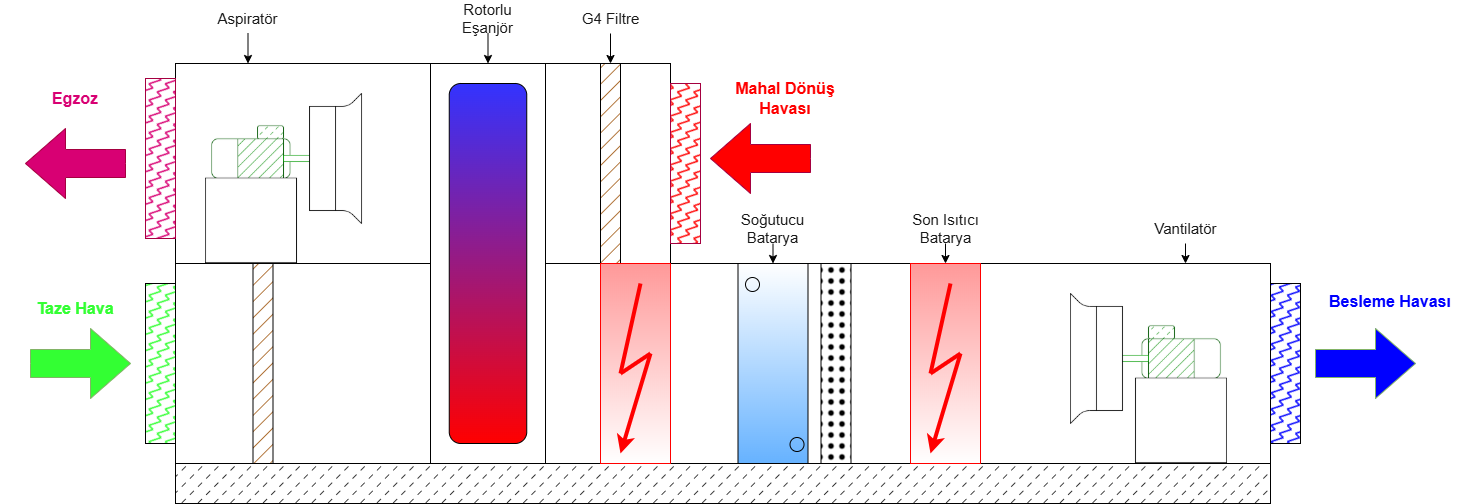 Aspiratör
Rotorlu
Eşanjör
G4 Filtre
Egzoz
Mahal Dönüş
Havası
Soğutucu
Batarya
Son Isıtıcı
Batarya
Vantilatör
Taze Hava
Besleme Havası